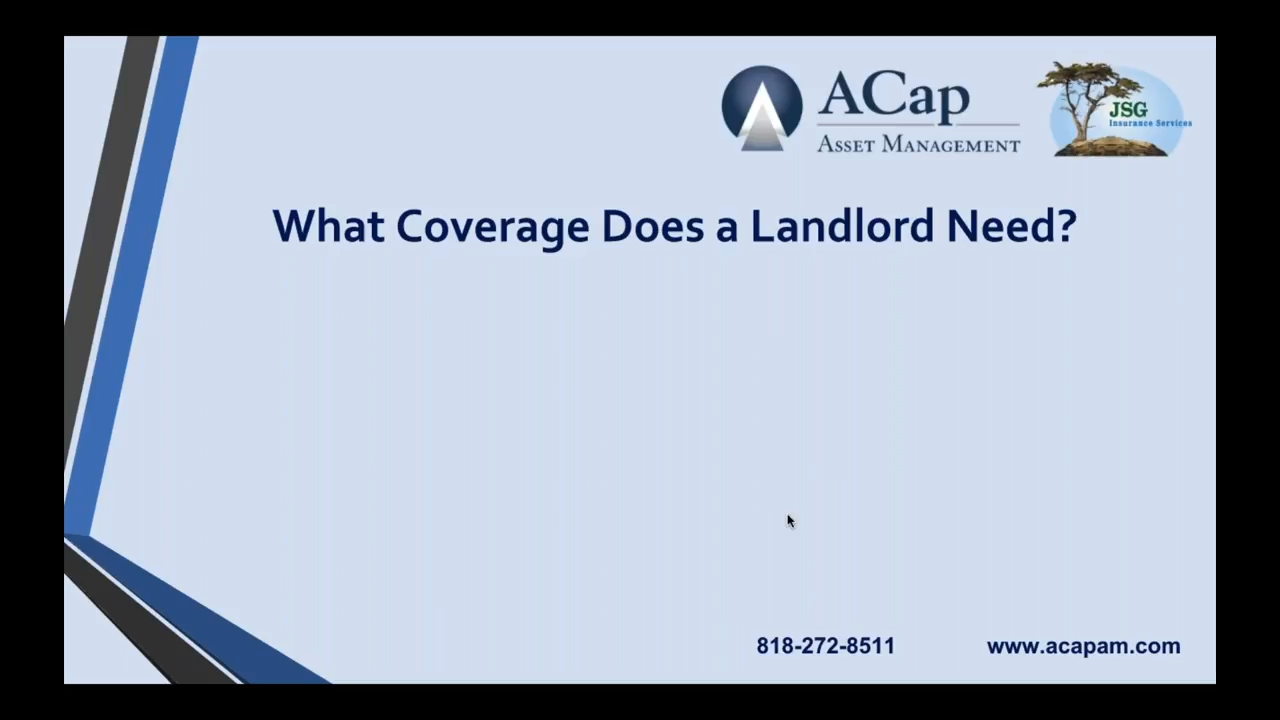 ACap
ASSET MANAGEMENT
JSG
Insurance Services
What Coverage Does a Landlord Need?
818-272-8511
www.acapam.com